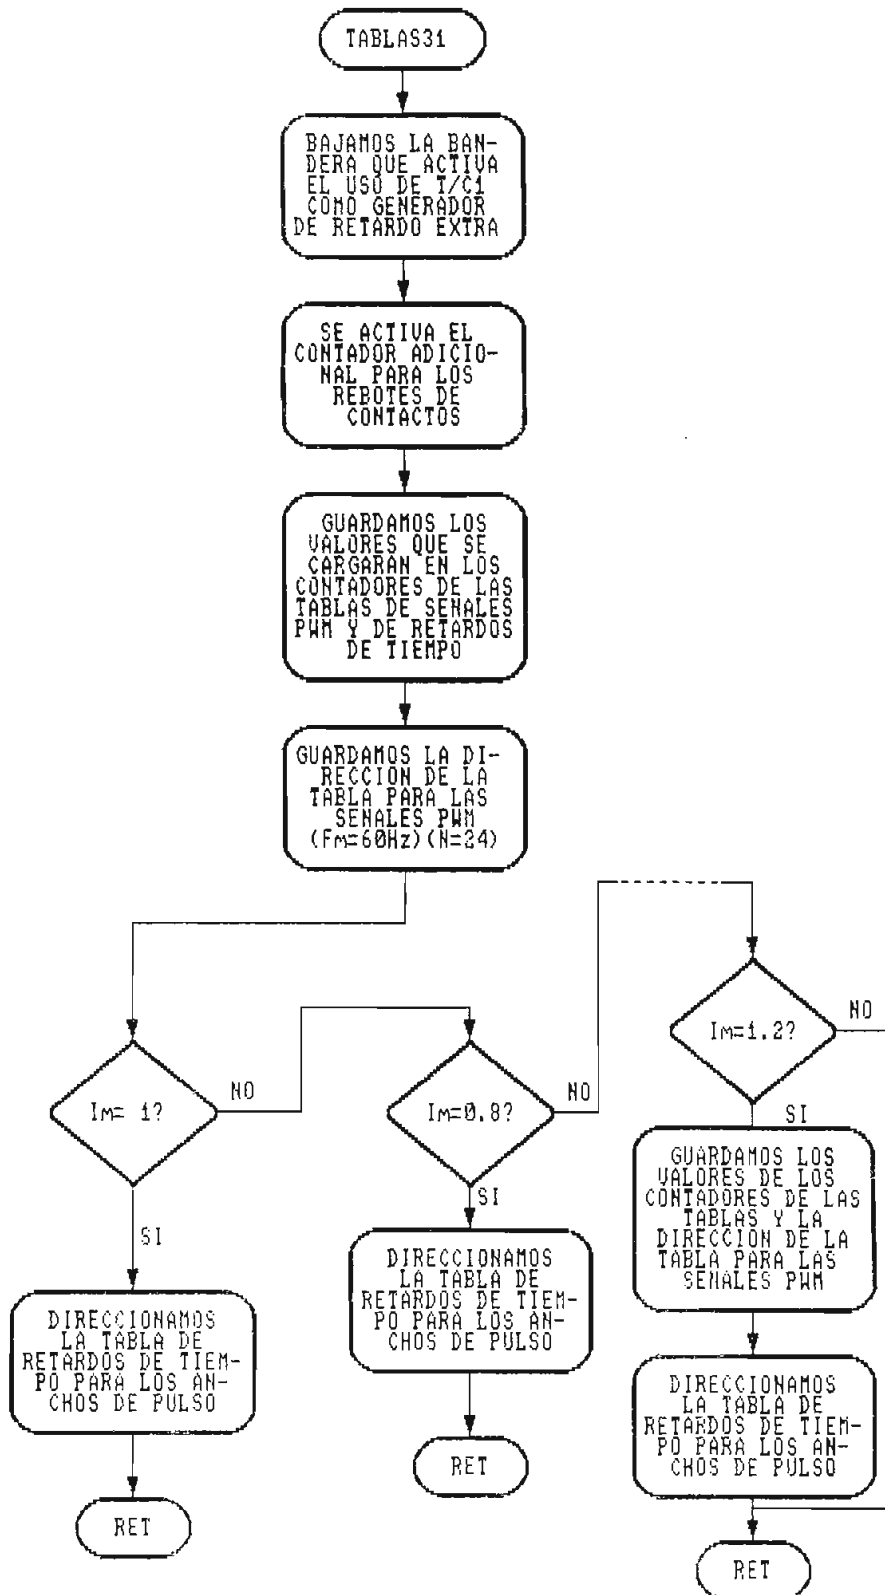 TABLAS31
BAJAMOS LA BAN-
DERA QUE ACTIVA
EL USO DE T/C1
COMO GENERADOR
DE RETARDO EXTRA
SE ACTIVA EL
CONTADOR ADICIO-
NAL PARA LOS
REBOTES DE
CONTACTOS
GUARDAMOS LOS
VALORES QUE SE
CARGARAN EN LOS
CONTADORES DE LAS
TABLAS DE SENALES
PWM Y DE RETARDOS
DE TIEMPO
GUARDAMOS LA DI-
RECCION DE LA
TABLA PARA LAS
SENALES PWM
(Fm=60Hz)(N=24)
Im= 1?
NO
SI
DIRECCIONAMOS
LA TABLA DE
RETARDOS DE TIEM-
PO PARA LOS AN-
CHOS DE PULSO
RET
Im=0.8?
NO
SI
DIRECCIONAMOS
LA TABLA DE
RETARDOS DE TIEM-
PO PARA LOS AN-
CHOS DE PULSO
RET
Im=1.2?
NO
SI
GUARDAMOS LOS
VALORES DE LOS
CONTADORES DE LAS
TABLAS Y LA
DIRECCION DE LA
TABLA PARA LAS
SENALES PWM
DIRECCIONAMOS
LA TABLA DE
RETARDOS DE TIEM-
PO PARA LOS AN-
CHOS DE PULSO
RET